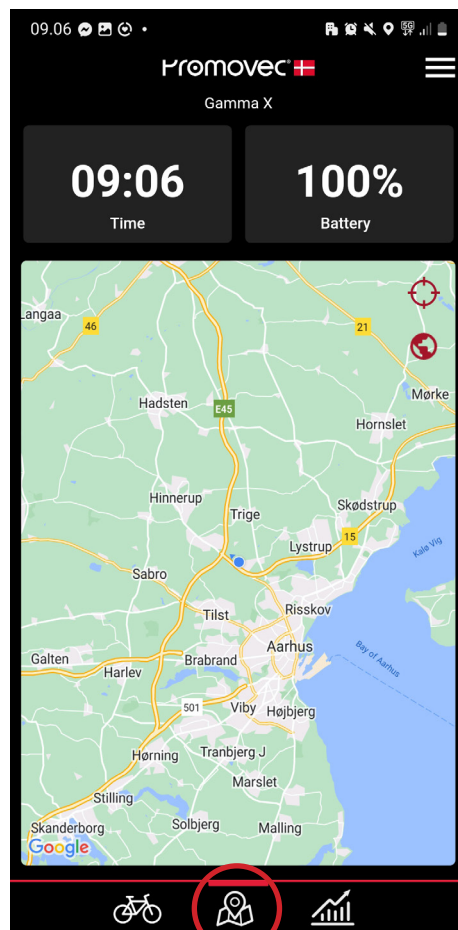 09.06
5G
Promovec
Gamma X
09:06
Time
100%
Battery
Langaa
46
21
Mørke
Hadsten
E45
Hornslet
Hinnerup
Trige
Skødstrup
15
Lystrup
Kalø Vig
Sabro
Tilst
Risskov
Aarhus
Bay of Aarhus
Galten
Brabrand
Harlev
501
Viby
Højbjerg
Hørning
Tranbjerg J
Marslet
Stilling
Skanderborg
Solbjerg
Malling
Google